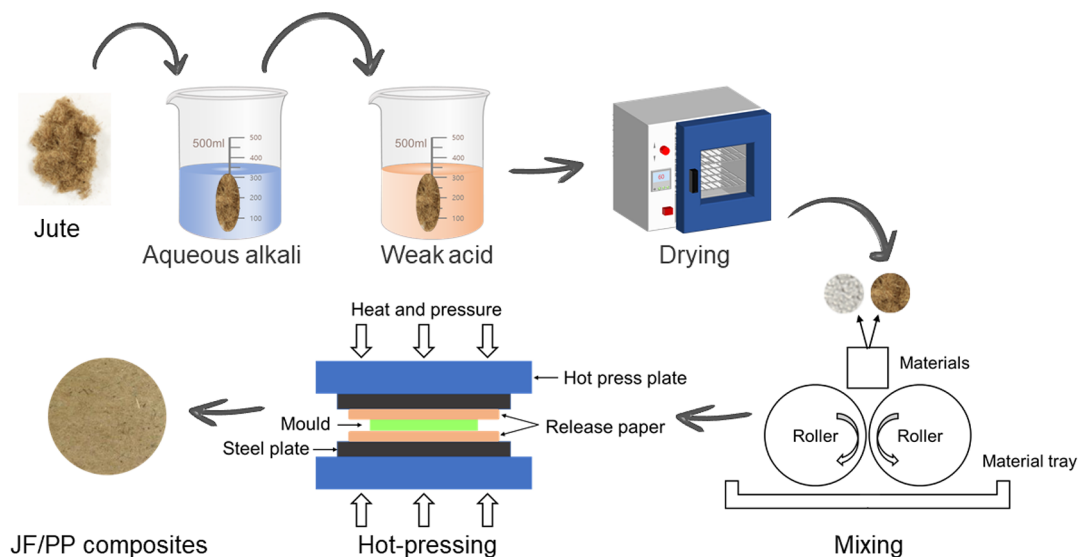 500ml
500
400
300
200
100
500ml
500
400
300
200
100
60
Jute
Aqueous alkali
Weak acid
Drying
Heat and pressure
Hot press plate
Mould
Release paper
Steel plate
Materials
Roller
Roller
Material tray
JF/PP composites
Hot-pressing
Mixing